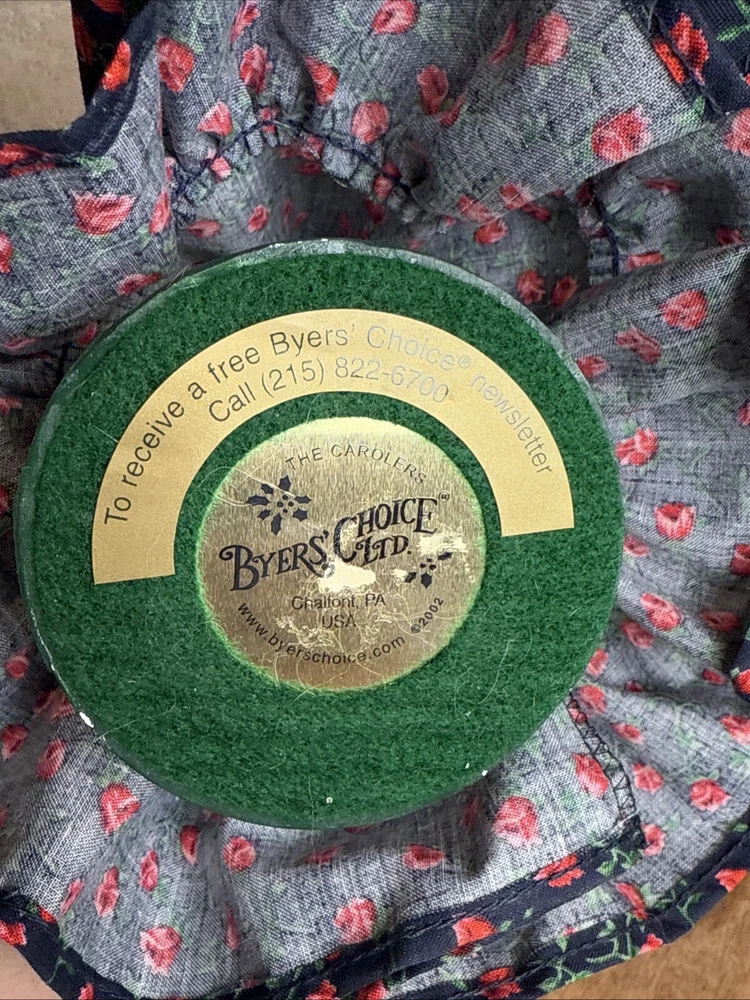 To receive a free Byers' Choice® newsletter
Call (215) 822-6700
THE CAROLERS
BYERS' CHOICE®
LTD.
Chalfont, PA
USA
www.byerschoice.com ©2002